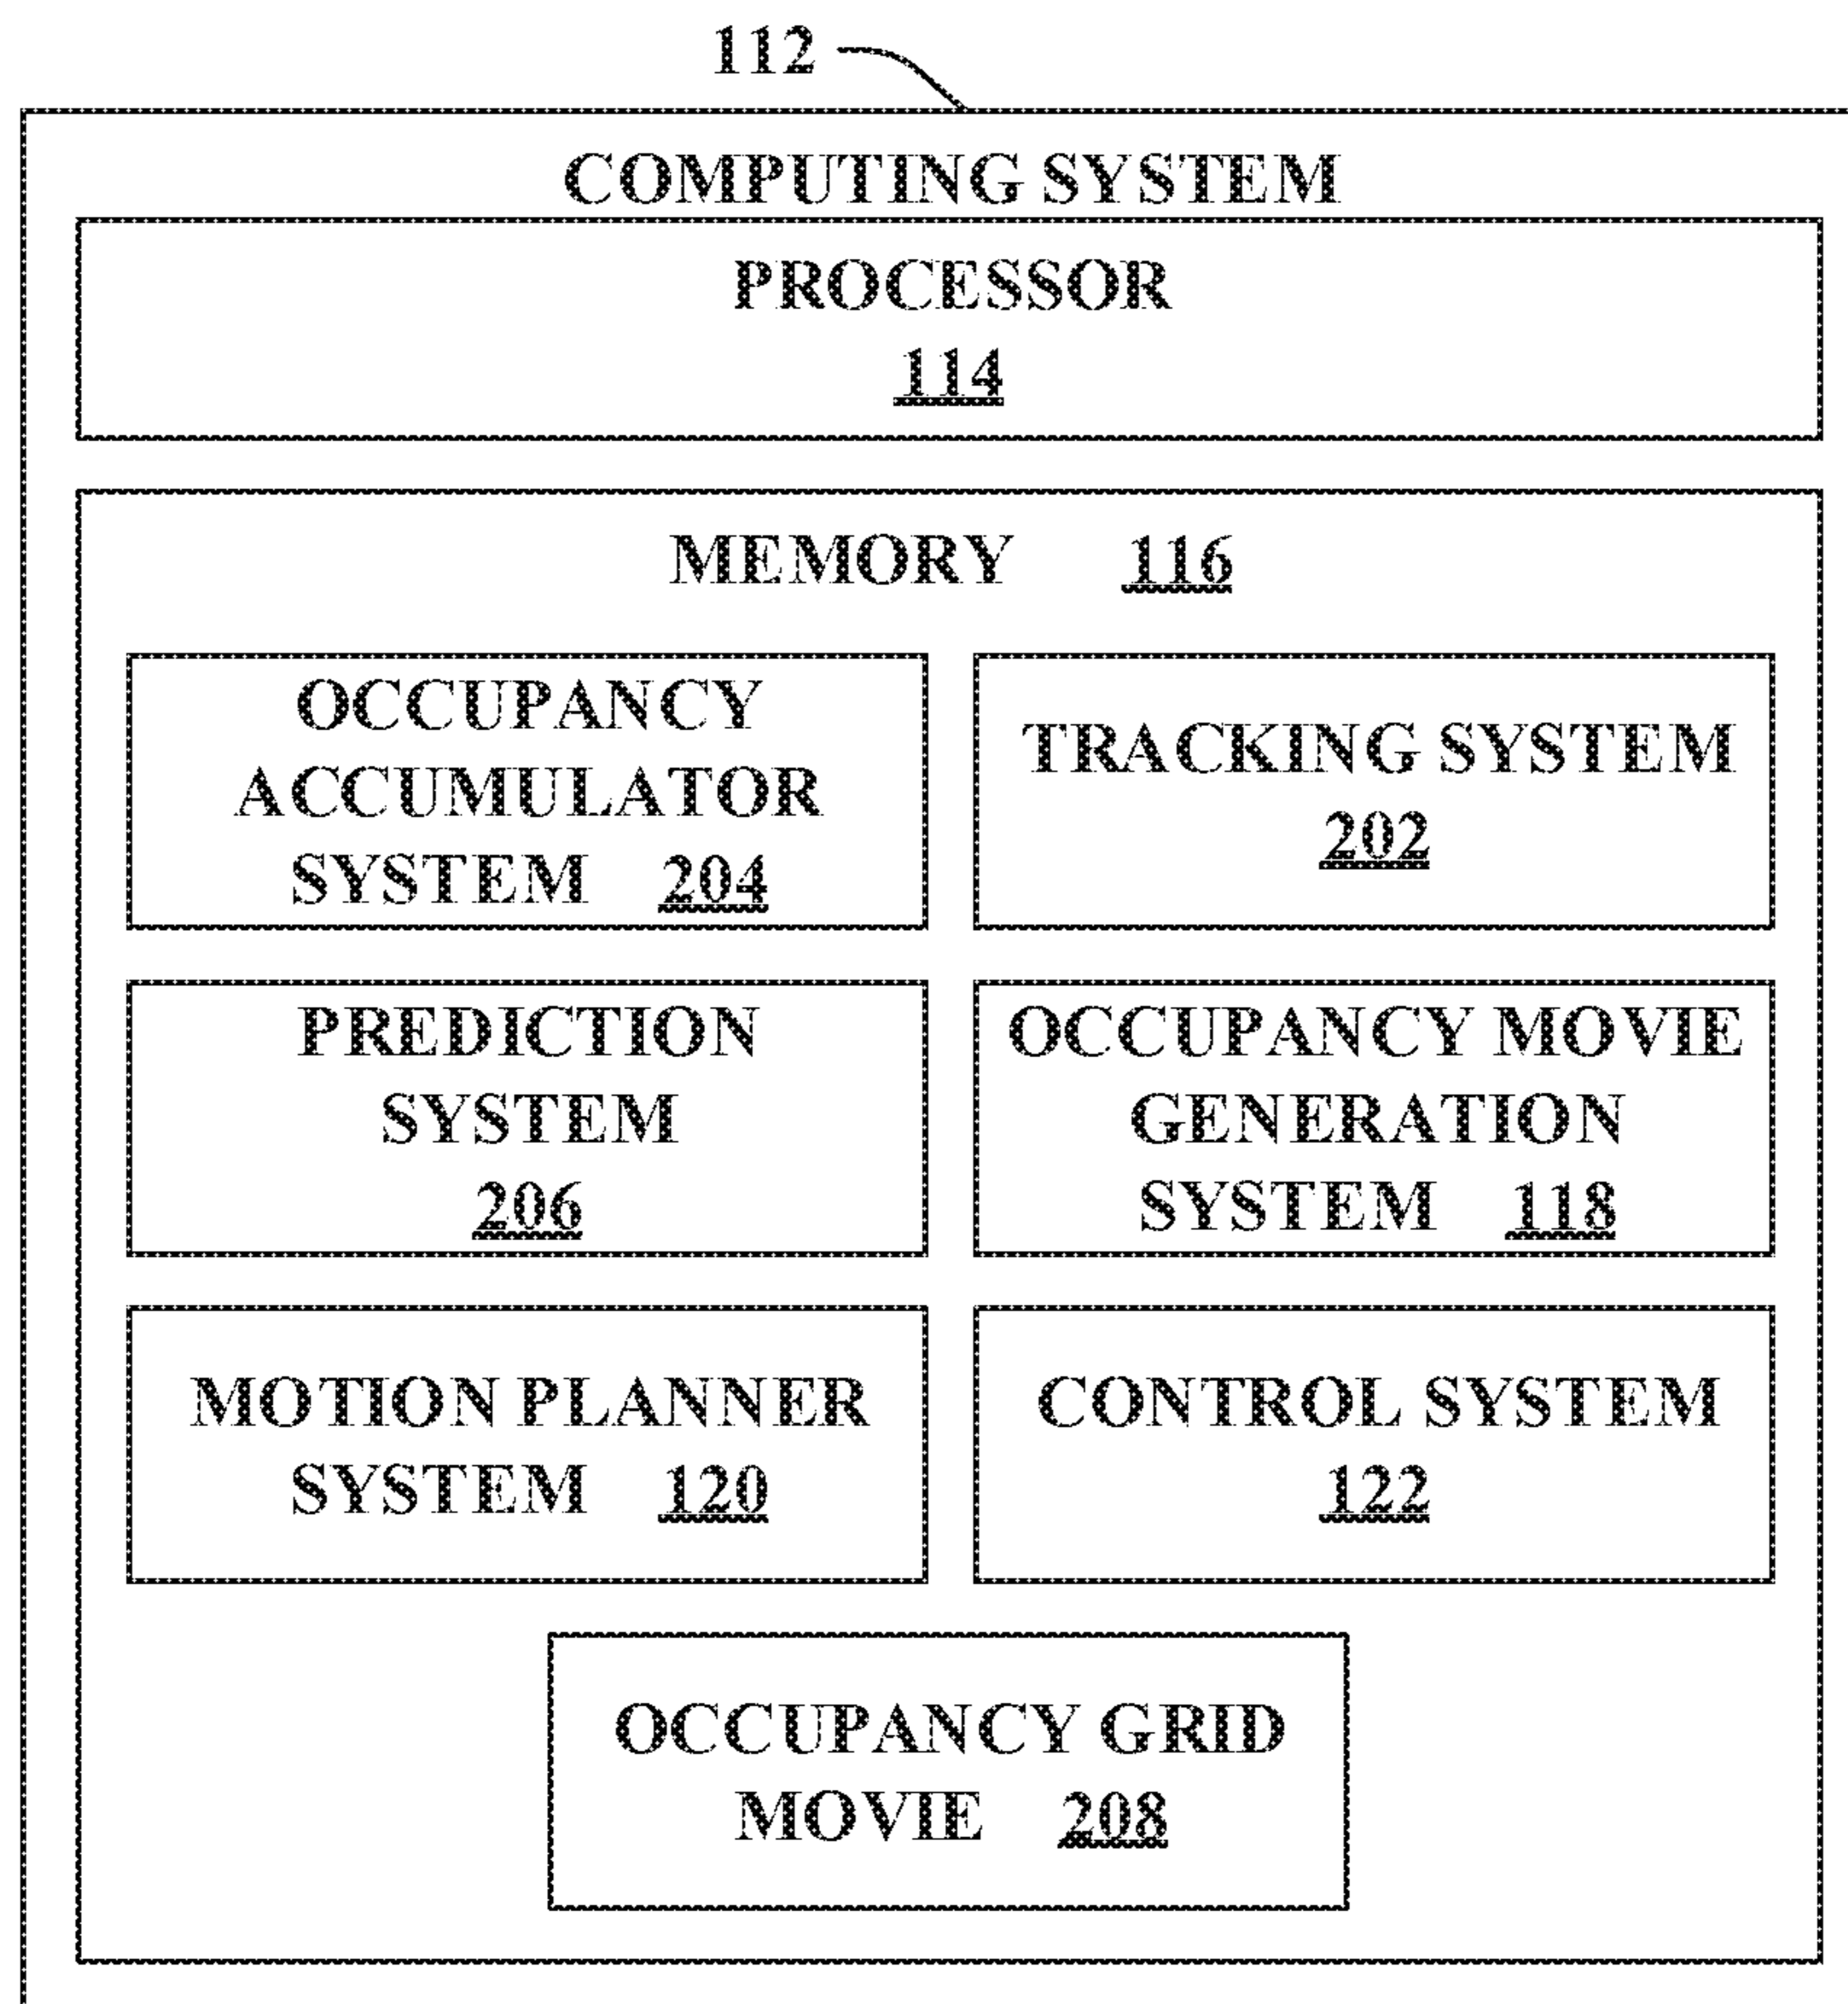 112
COMPUTING SYSTEM
PROCESSOR
114
MEMORY 116
OCCUPANCY
ACCUMULATOR
SYSTEM 204
TRACKING SYSTEM
202
PREDICTION
SYSTEM
206
OCCUPANCY MOVIE
GENERATION
SYSTEM 118
MOTION PLANNER
SYSTEM 120
CONTROL SYSTEM
122
OCCUPANCY GRID
MOVIE 208